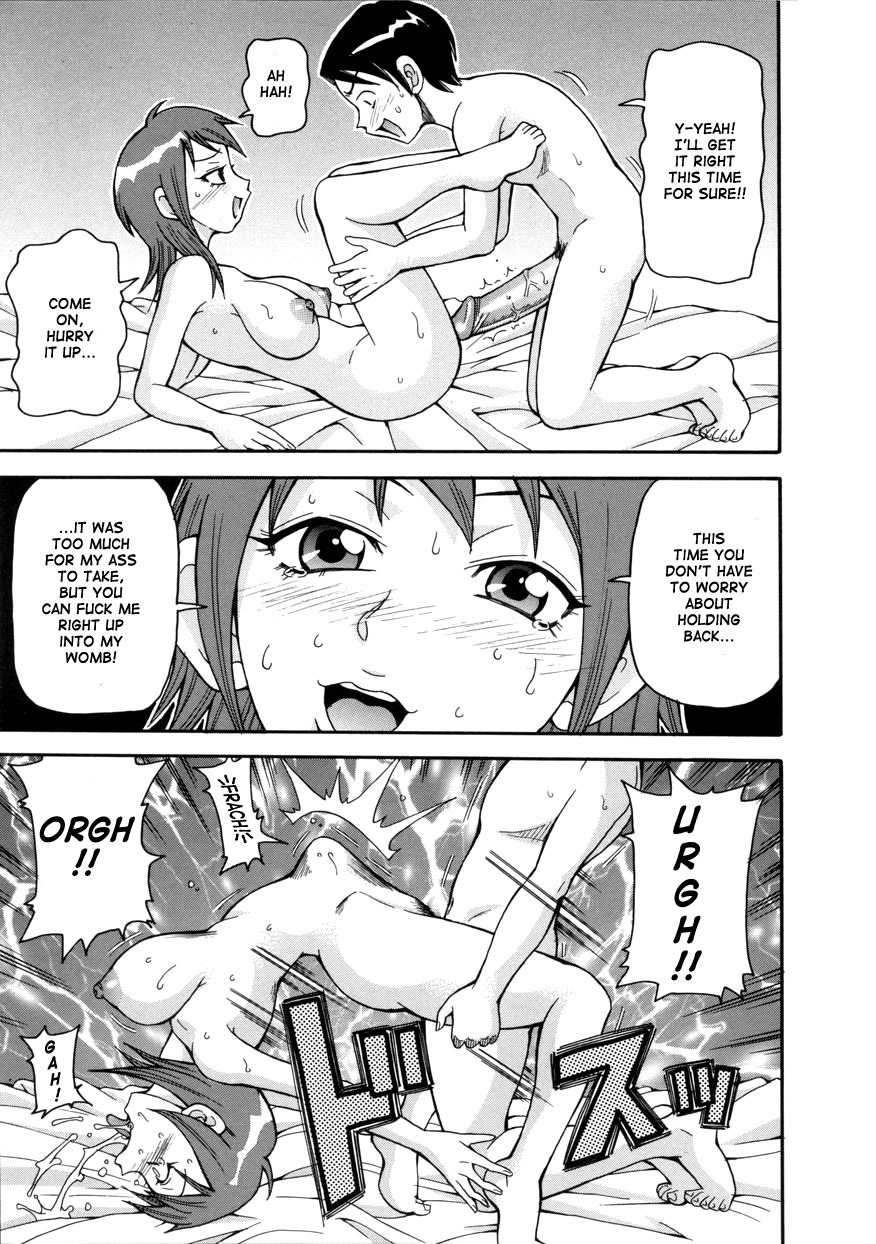 Y-YEAH!
I'LL GET
IT RIGHT
THIS TIME
FOR SURE!!
AH
HAH!
COME
ON,
HURRY
IT UP...
THIS
TIME YOU
DON'T HAVE
TO WORRY
ABOUT
HOLDING
BACK...
...IT WAS
TOO MUCH
FOR MY ASS
TO TAKE,
BUT YOU
CAN FUCK ME
RIGHT UP
INTO MY
WOMB!
URGH!!
FRACH!!
ORGH
!!
GAH!
ドスッ